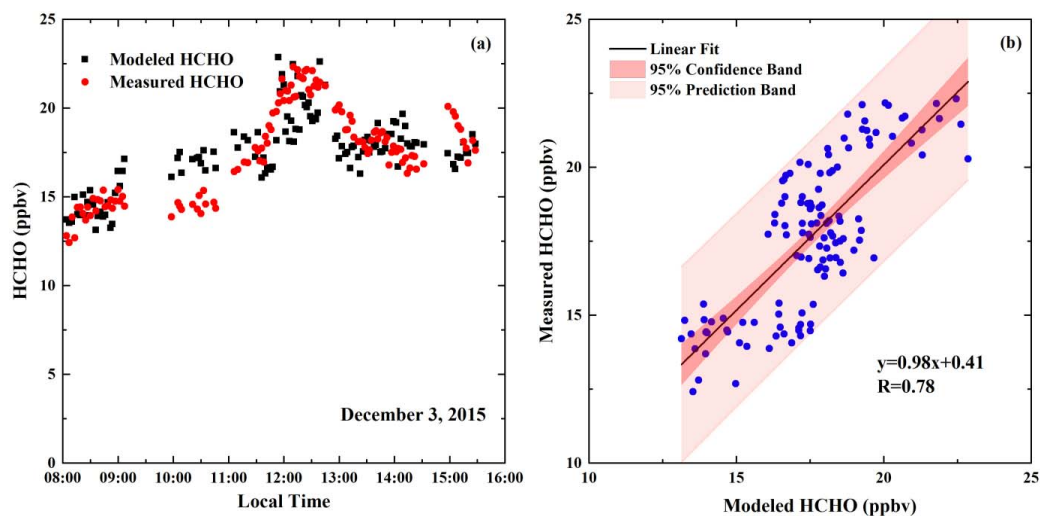 25
20
15
10
5
0
HCHO (ppbv)
(a)
Modeled HCHO
Measured HCHO
December 3, 2015
08:00 09:00 10:00 11:00 12:00 13:00 14:00 15:00 16:00
Local Time
25
20
15
10
Measured HCHO (ppbv)
(b)
Linear Fit
95% Confidence Band
95% Prediction Band
y=0.98x+0.41
R=0.78
10 15 20 25
Modeled HCHO (ppbv)